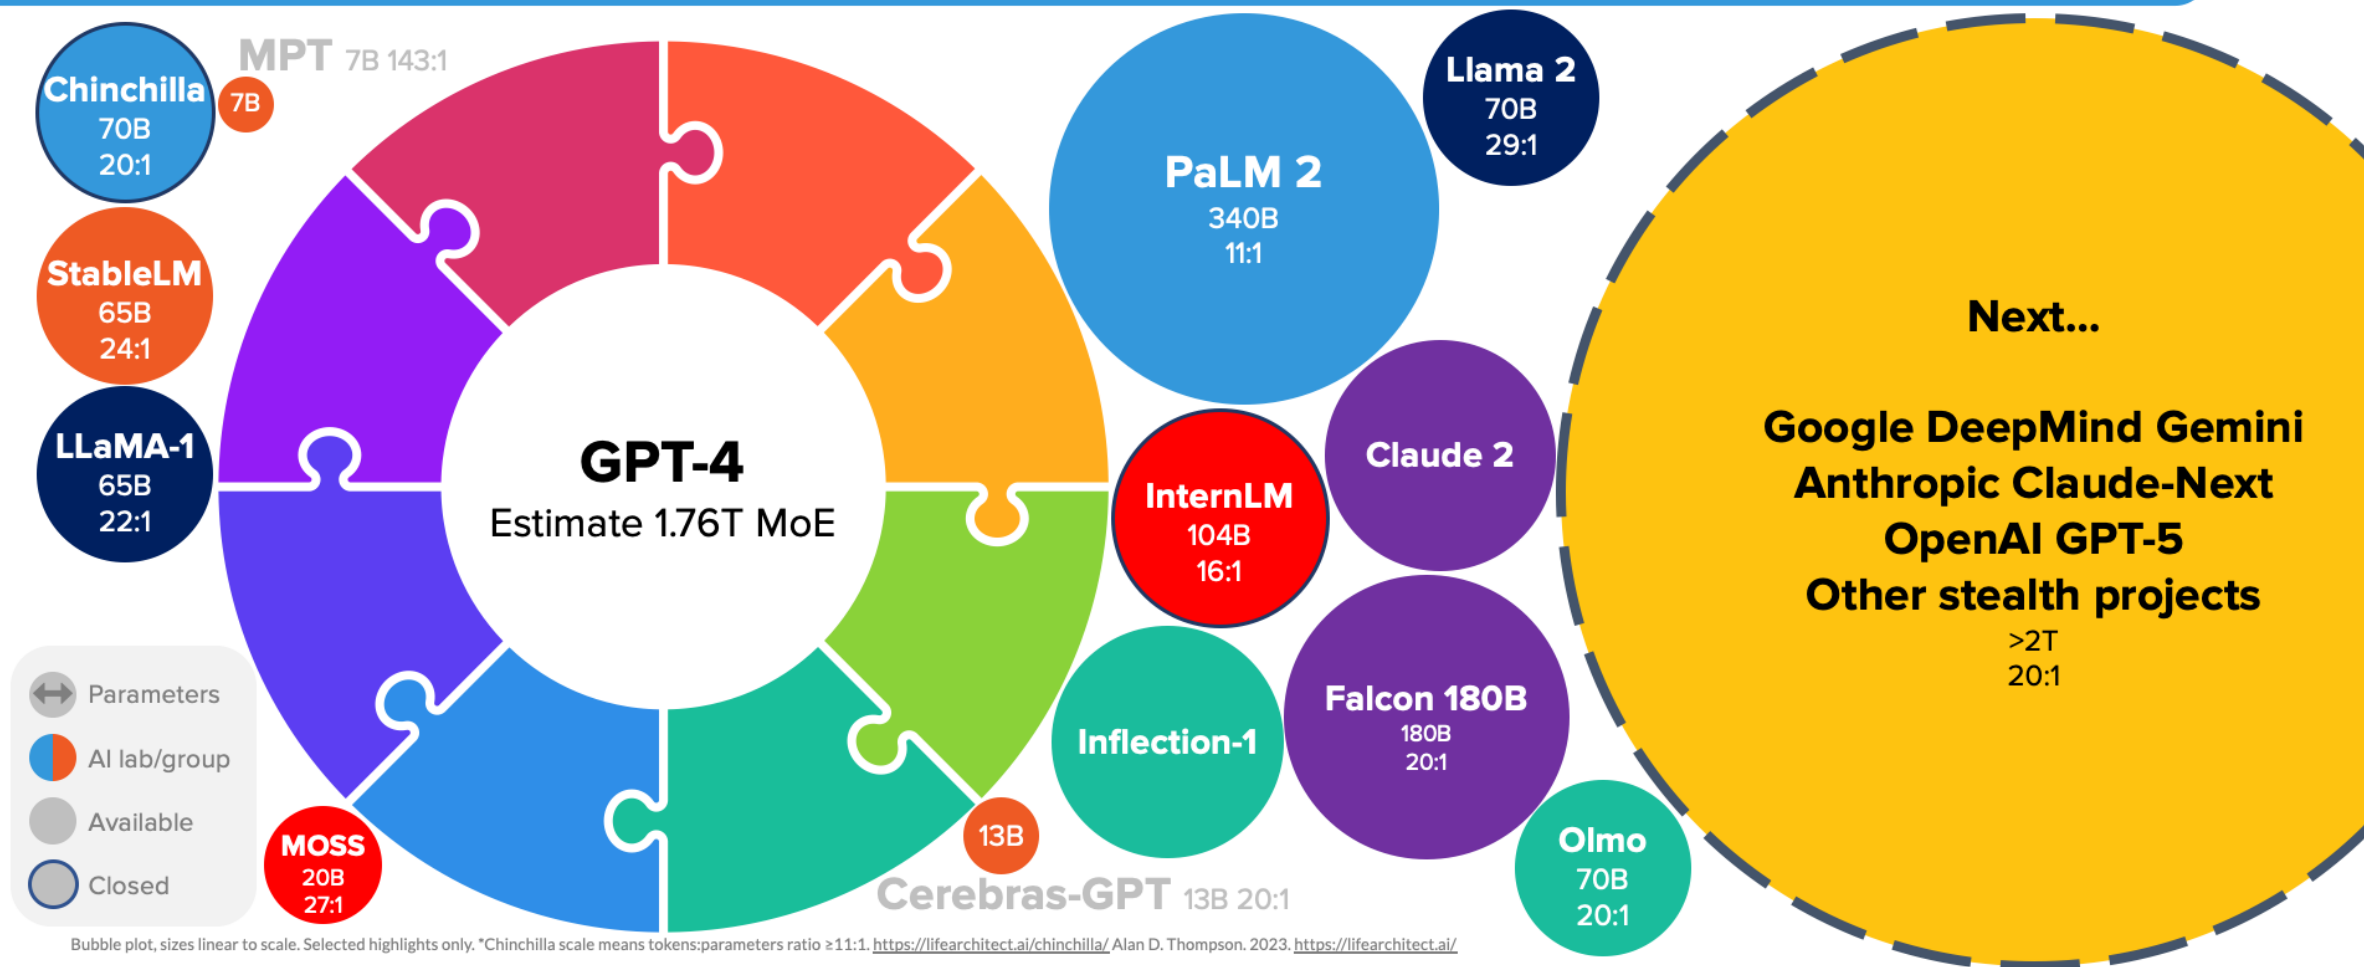 MPT 7B 143:1
7B
Chinchilla
70B
20:1
StableLM
65B
24:1
LLaMA-1
65B
22:1
GPT-4
Estimate 1.76T MoE
PaLM 2
340B
11:1
Llama 2
70B
29:1
Claude 2
InternLM
104B
16:1
Inflection-1
Falcon 180B
180B
20:1
Olmo
70B
20:1
Next...
Google DeepMind Gemini
Anthropic Claude-Next
OpenAI GPT-5
Other stealth projects
>2T
20:1
Parameters
AI lab/group
Available
Closed
MOSS
20B
27:1
13B
Cerebras-GPT 13B 20:1
Bubble plot, sizes linear to scale. Selected highlights only. *Chinchilla scale means tokens:parameters ratio ≥11:1. https://lifearchitect.ai/chinchilla/ Alan D. Thompson. 2023. https://lifearchitect.ai/